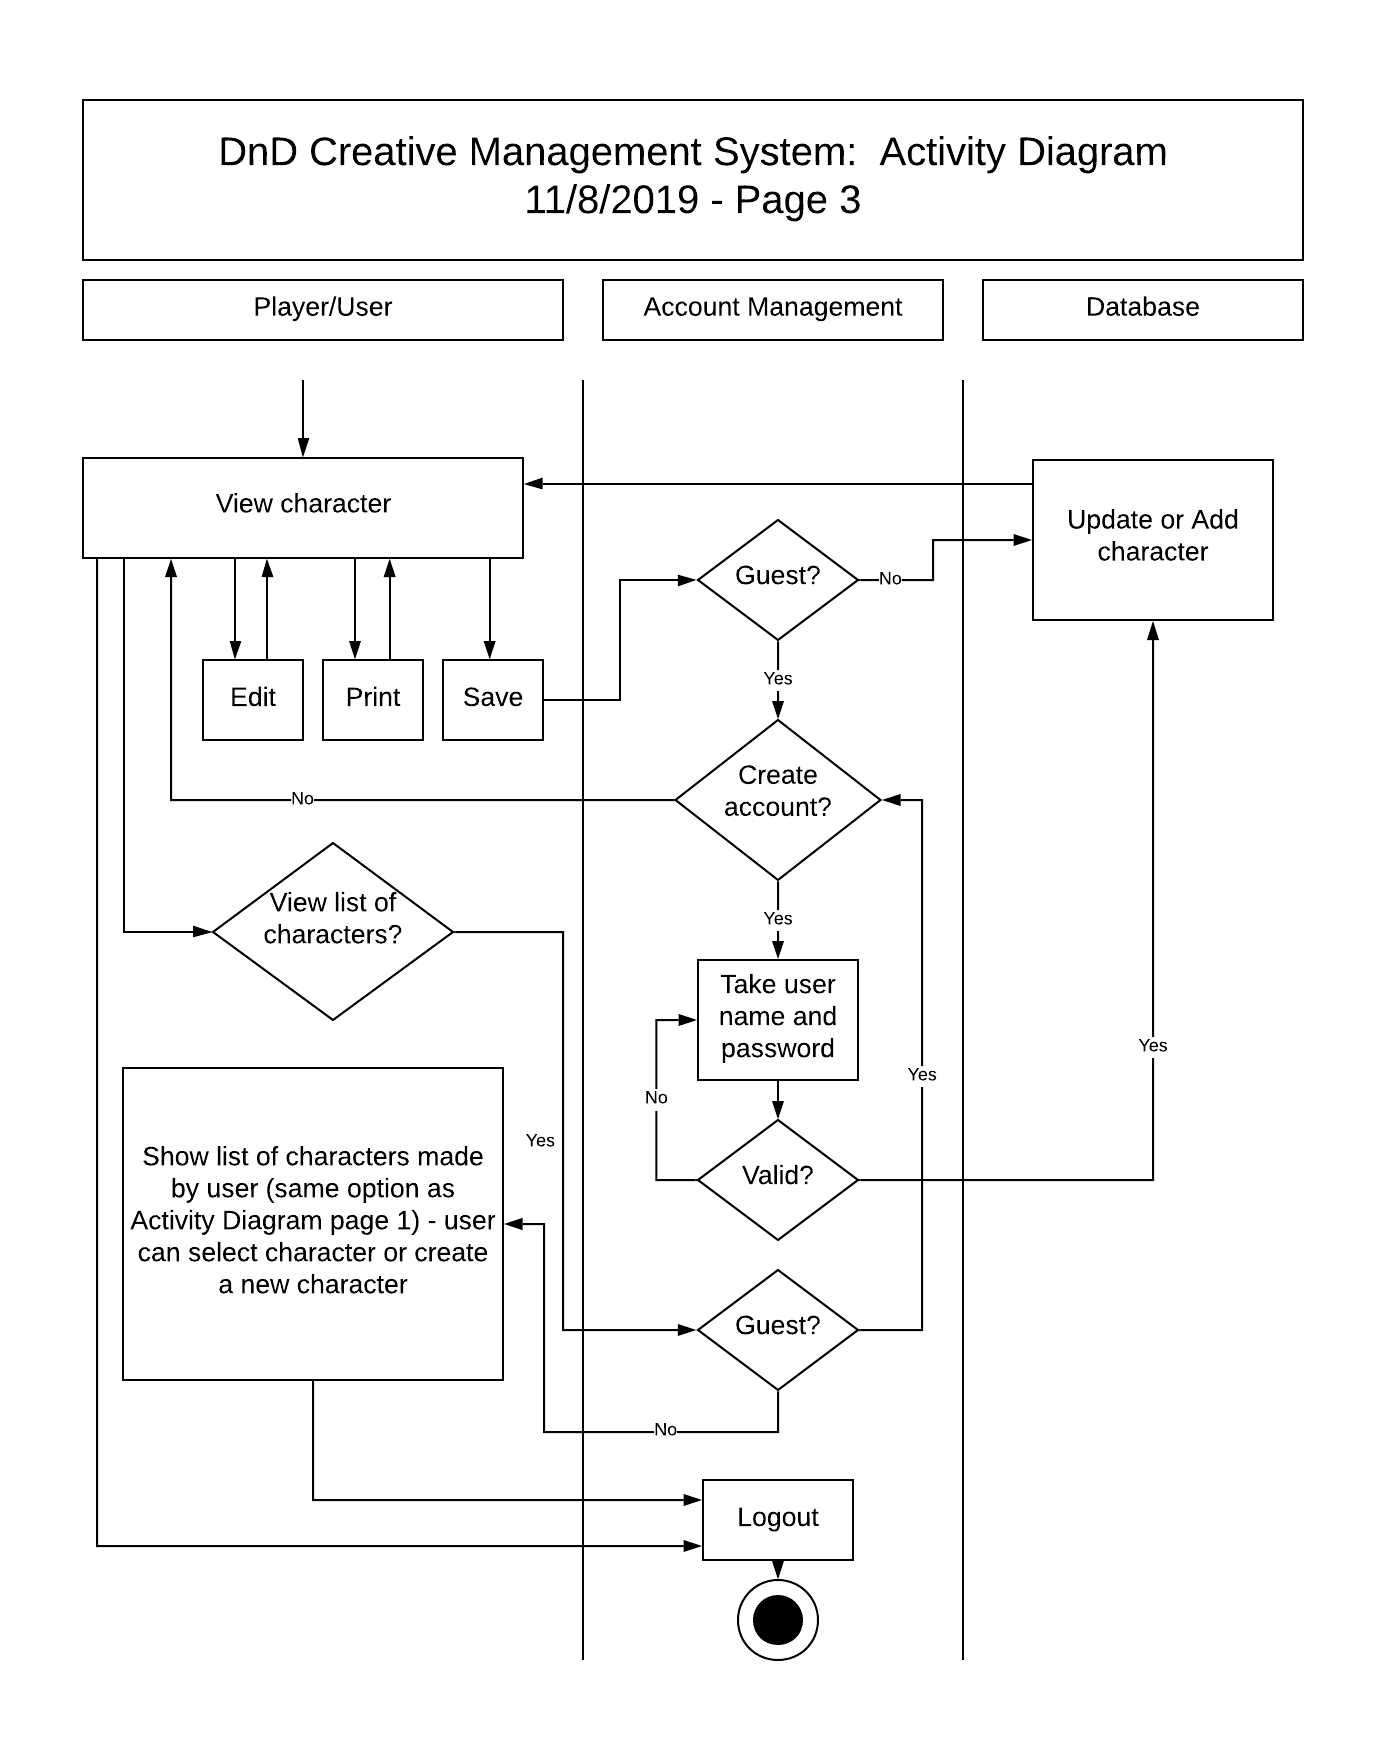 DnD Creative Management System:  Activity Diagram
11/8/2019 - Page 3
Player/User
Account Management
Database
View character
Update or Add
character
Guest?
No
Yes
Edit
Print
Save
Create
account?
No
View list of
characters?
Yes
Take user
name and
password
Yes
Yes
No
Yes
Valid?
Show list of characters made
by user (same option as
Activity Diagram page 1) - user
can select character or create
a new character
Guest?
No
Logout